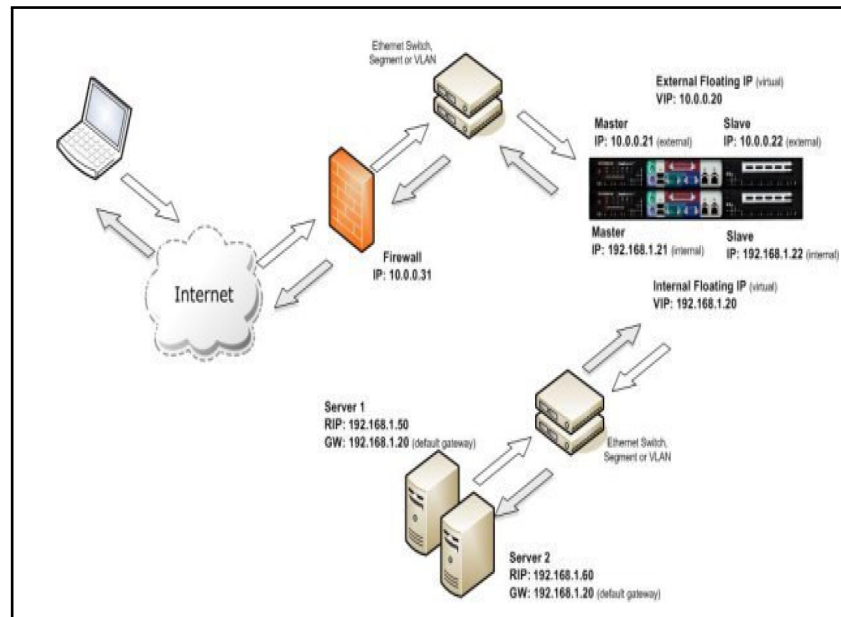 Ethernet Switch,
Segment or VLAN
External Floating IP (virtual)
VIP: 10.0.0.20
Master
IP: 10.0.0.21 (external)
Slave
IP: 10.0.0.22 (external)
Master
IP: 192.168.1.21 (internal)
Slave
IP: 192.168.1.22 (internal)
Firewall
IP: 10.0.0.31
Internet
Internal Floating IP (virtual)
VIP: 192.168.1.20
Server 1
RIP: 192.168.1.50
GW: 192.168.1.20 (default gateway)
Ethernet Switch,
Segment or VLAN
Server 2
RIP: 192.168.1.60
GW: 192.168.1.20 (default gateway)